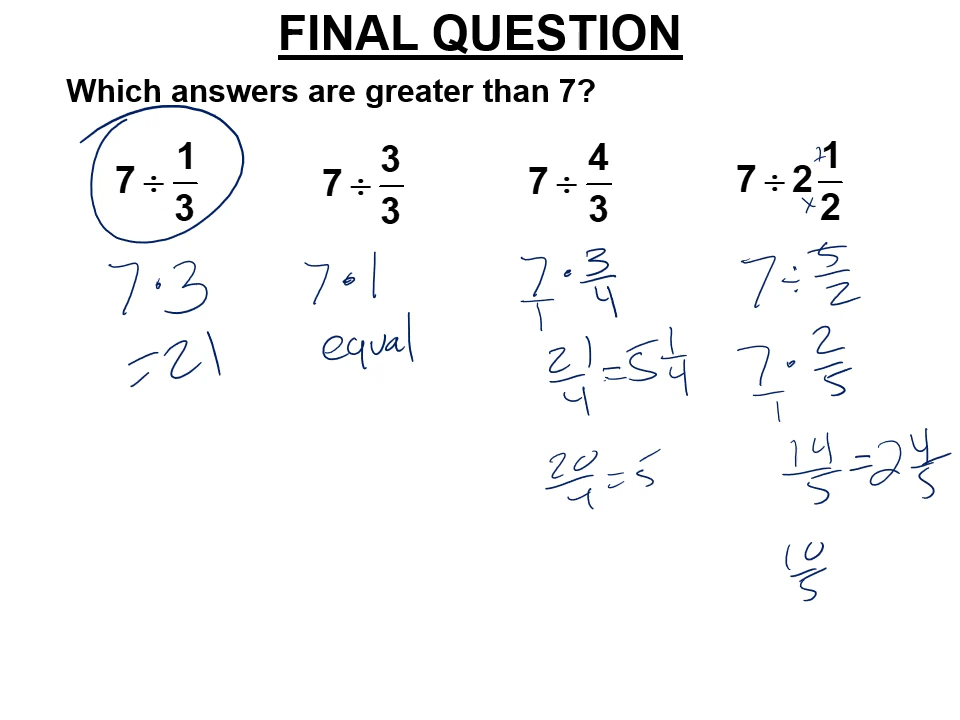 FINAL QUESTION
Which answers are greater than 7?
7 ÷ 1/3
7 ÷ 3/3
7 ÷ 4/3
7 ÷ 2 1/2
+
×
7 · 3
= 21
7 · 1
equal
7/1 · 3/4
21/4 = 5 1/4
20/4 = 5
7 ÷ 5/2
7/1 · 2/5
14/5 = 2 4/5
10/5